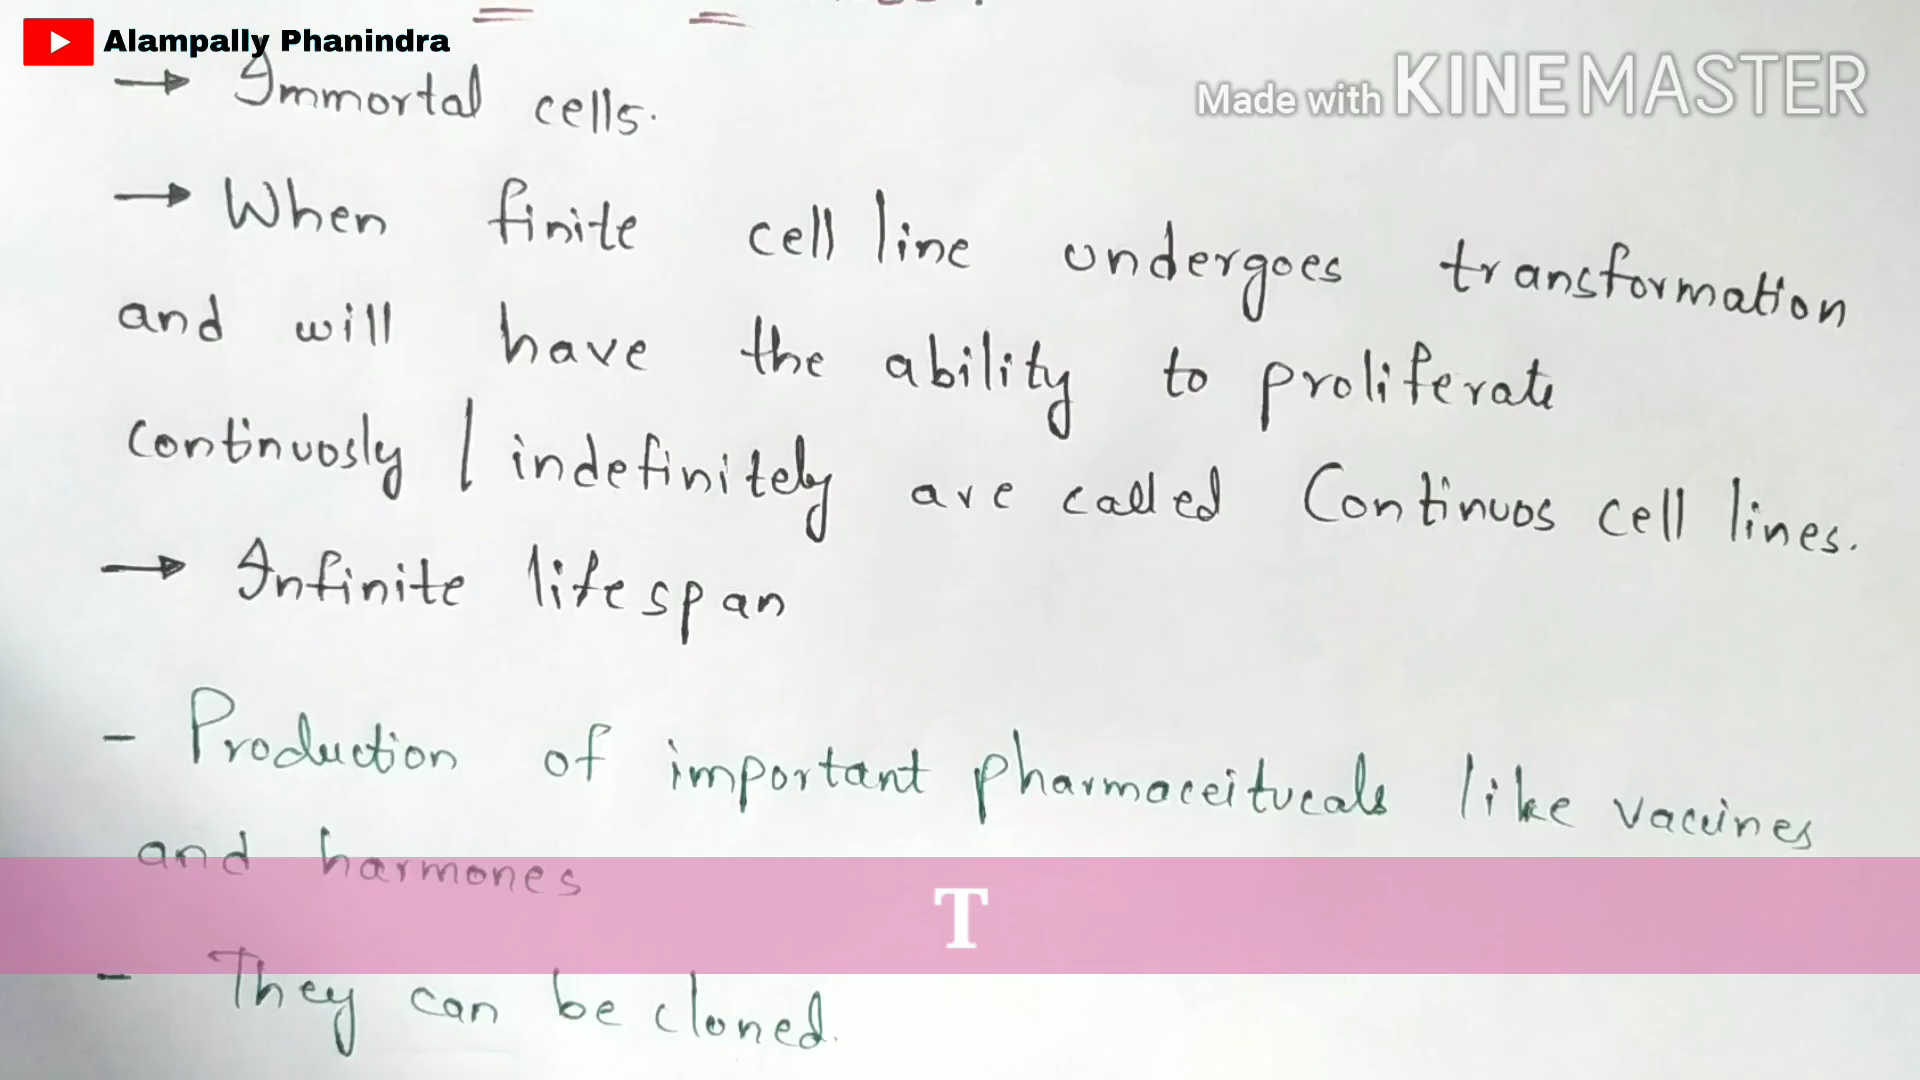 Alampally Phanindra
Made with KINEMASTER
→ Immortal cells.
→ When finite cell line undergoes transformation
and will have the ability to proliferate
continuosly / indefinitely are called Continuos cell lines.
→ Infinite lifespan
- Production of important pharmaceitucals like vaccines
and harmones
T
- They can be cloned.